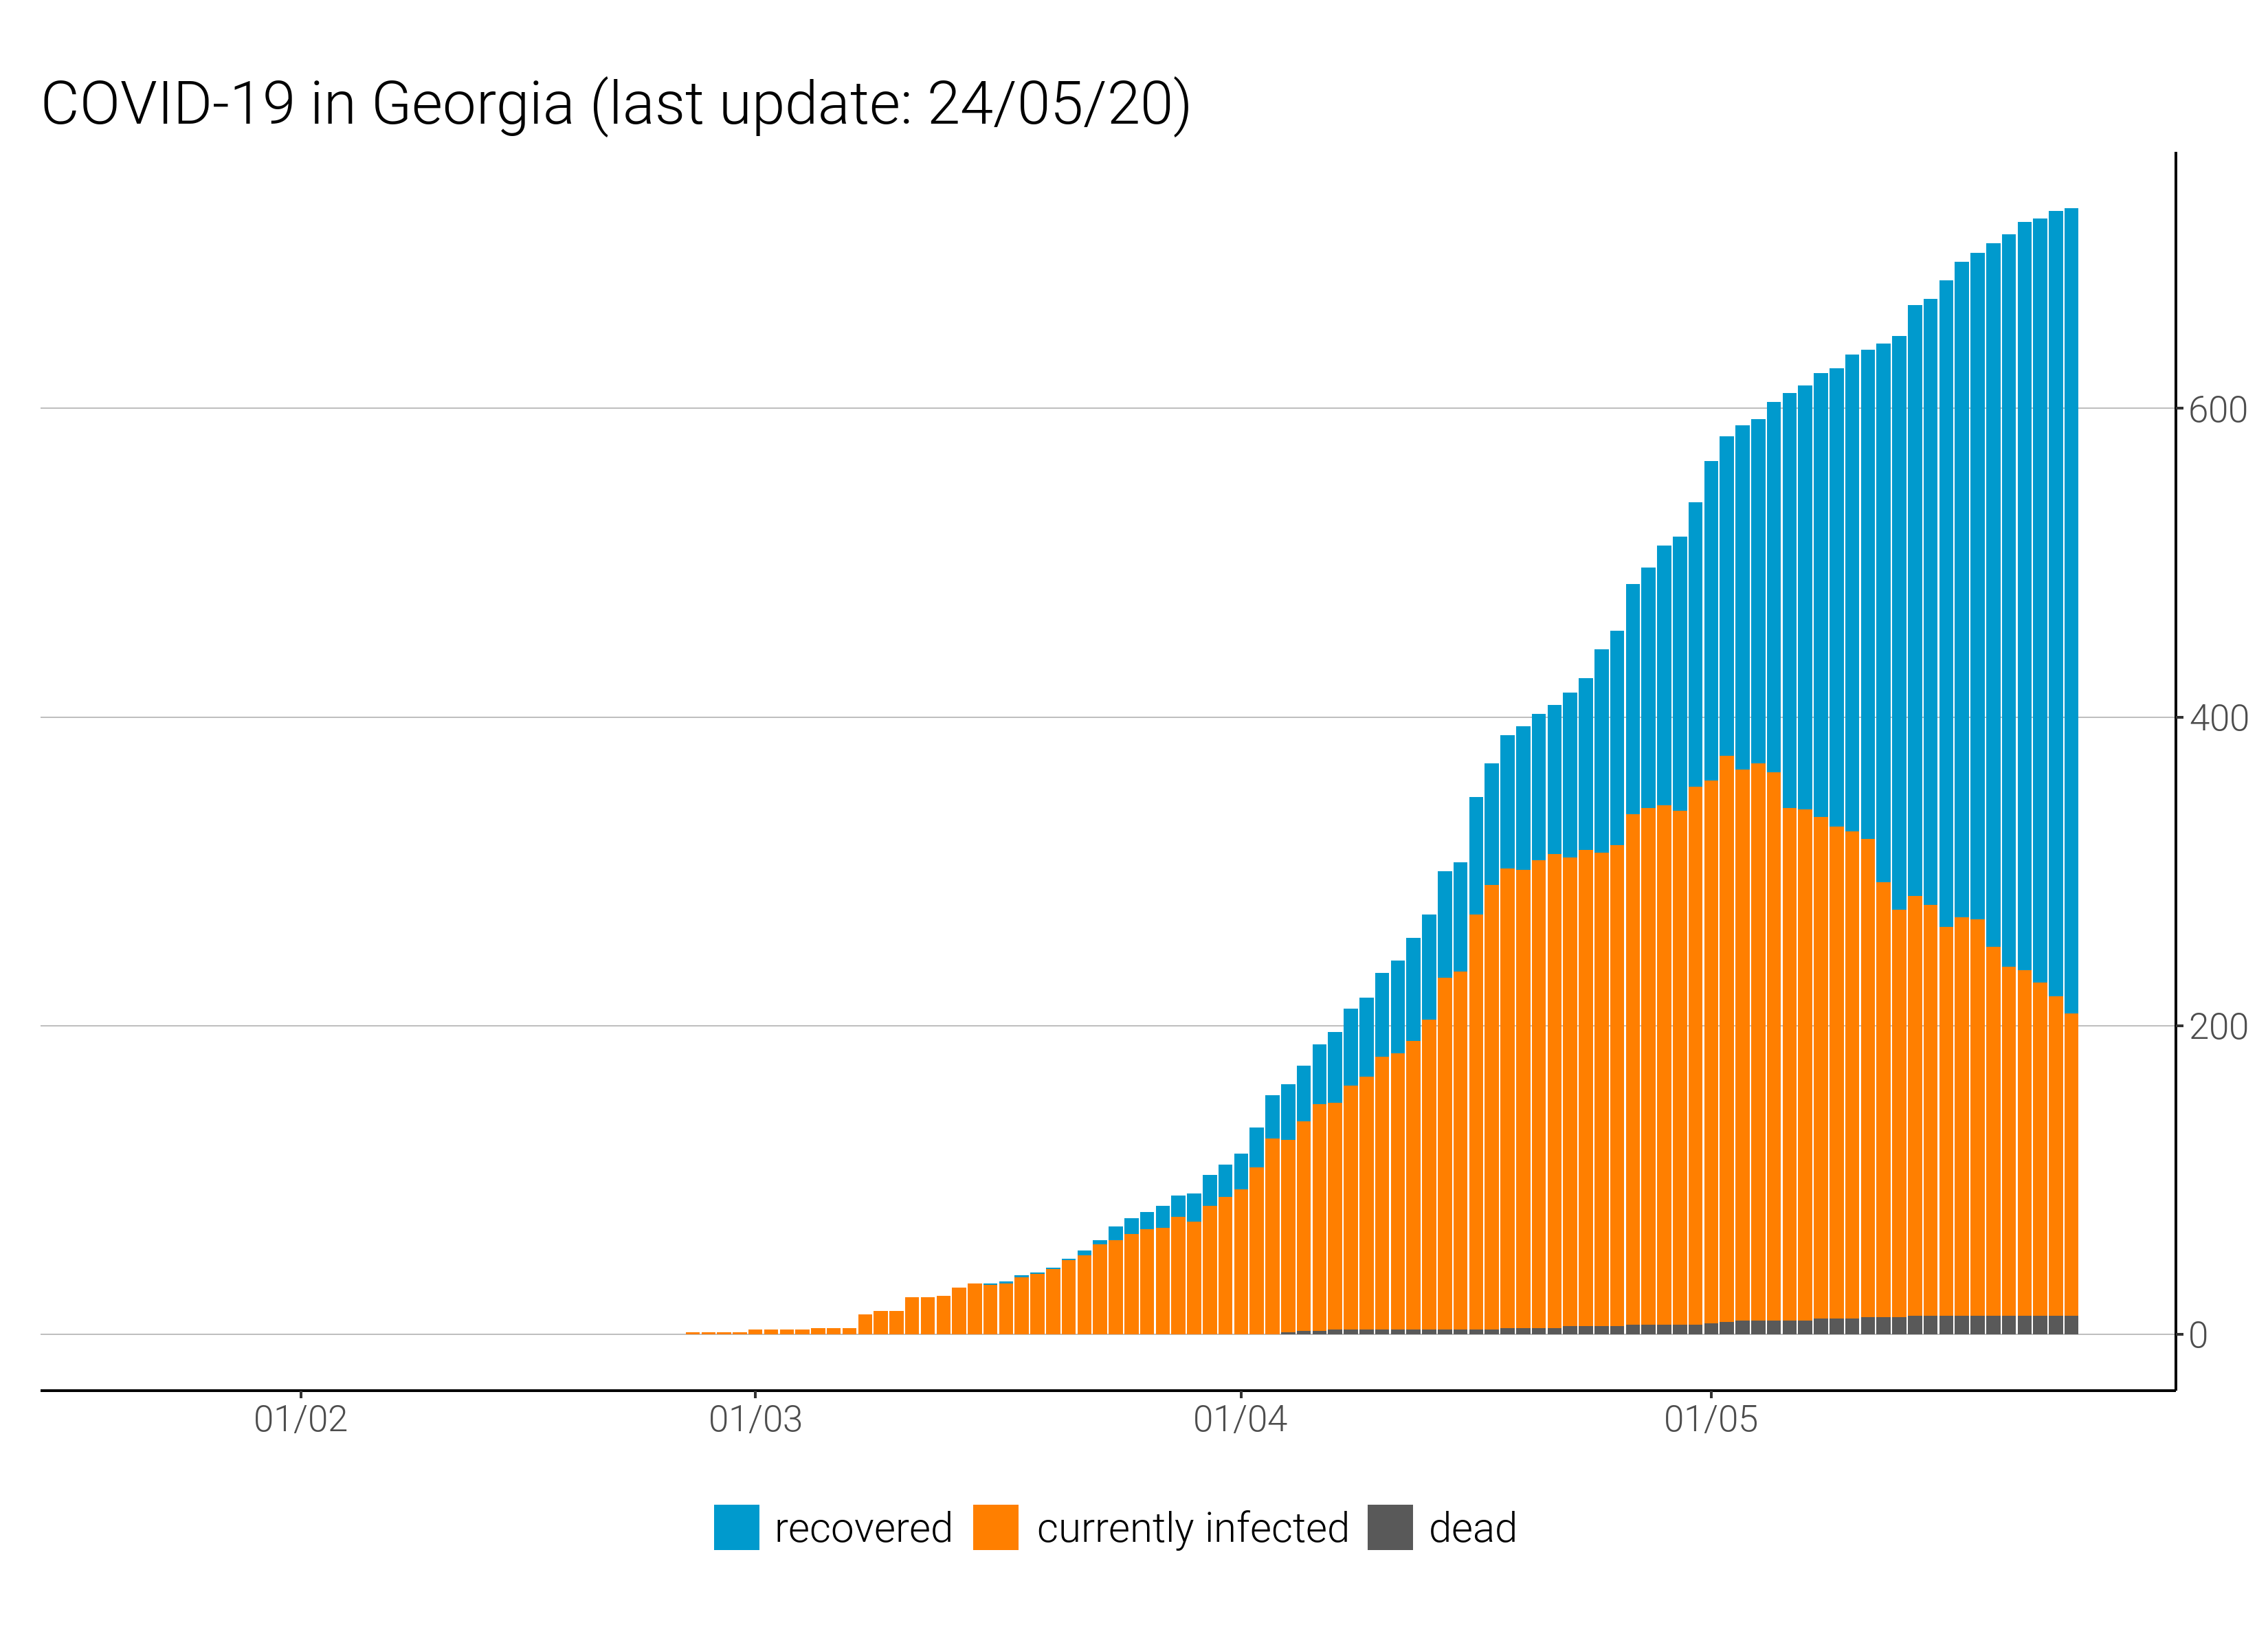 COVID-19 in Georgia (last update: 24/05/20)
600
400
200
0
01/02 01/03 01/04 01/05
recovered currently infected dead